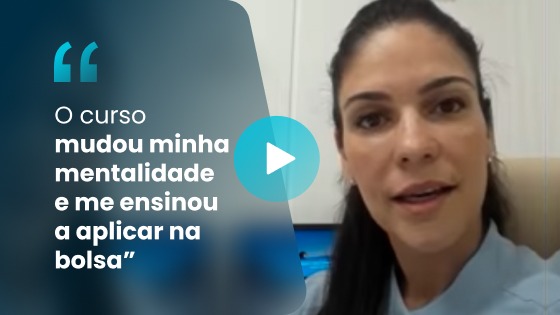 “
O curso
mudou minha
mentalidade
e me ensinou
a aplicar na
bolsa”